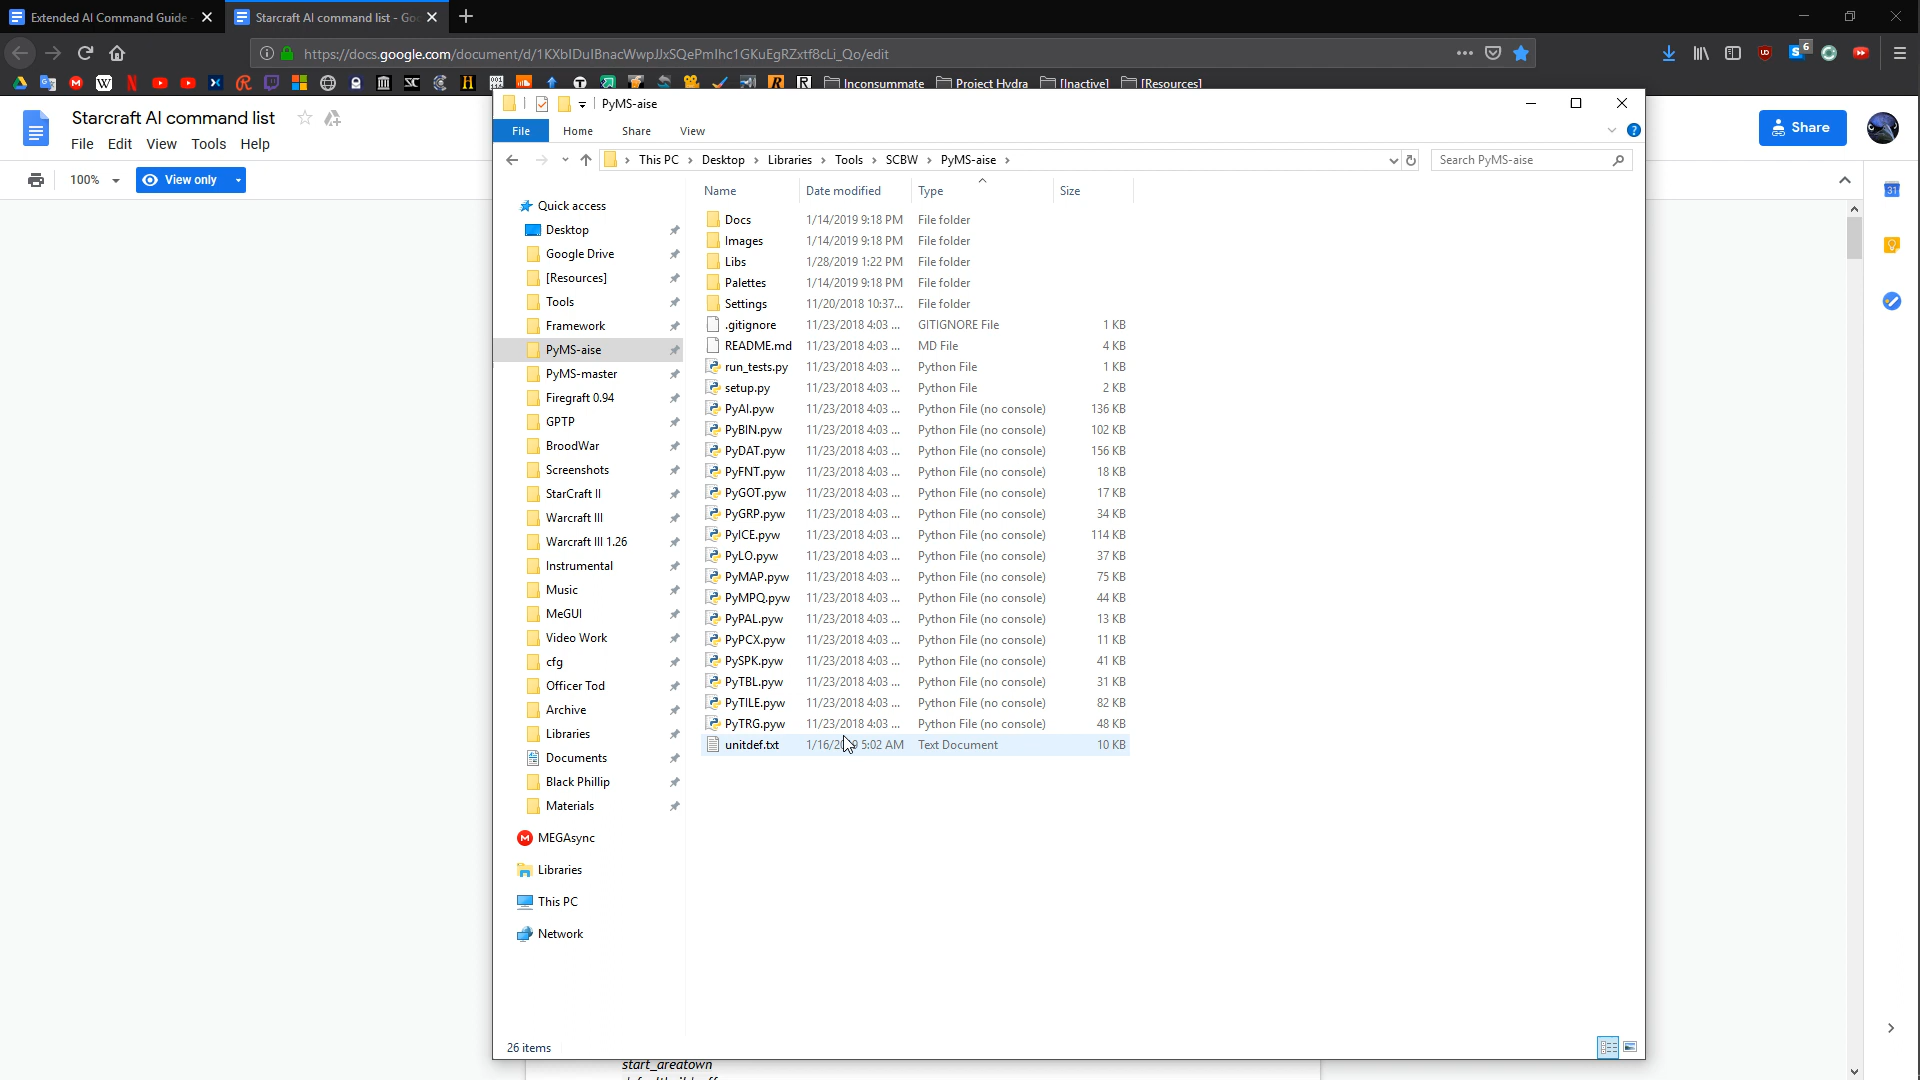 Extended AI Command Guide
Starcraft AI command list - Goo
https://docs.google.com/document/d/1KXbIDuIBnacWwpJJxSQePmIhc1GKuEgRZxtf8cLi_Qo/edit
6
Inconsummate
Project Hydra
[Inactive]
[Resources]
Starcraft AI command list
File Edit View Tools Help
Share
100%
View only
31
PyMS-aise
File Home Share View
This PC > Desktop > Libraries > Tools > SCBW > PyMS-aise >
Search PyMS-aise
Name Date modified Type Size
Quick access
Desktop
Google Drive
[Resources]
Tools
Framework
PyMS-aise
PyMS-master
Firegraft 0.94
GPTP
BroodWar
Screenshots
StarCraft II
Warcraft III
Warcraft III 1.26
Instrumental
Music
MeGUI
Video Work
cfg
Officer Tod
Archive
Libraries
Documents
Black Phillip
Materials
MEGAsync
Libraries
This PC
Network
Docs 1/14/2019 9:18 PM File folder
Images 1/14/2019 9:18 PM File folder
Libs 1/28/2019 1:22 PM File folder
Palettes 1/14/2019 9:18 PM File folder
Settings 11/20/2018 10:37... File folder
.gitignore 11/23/2018 4:03 ... GITIGNORE File 1 KB
README.md 11/23/2018 4:03 ... MD File 4 KB
run_tests.py 11/23/2018 4:03 ... Python File 1 KB
setup.py 11/23/2018 4:03 ... Python File 2 KB
PyAI.pyw 11/23/2018 4:03 ... Python File (no console) 136 KB
PyBIN.pyw 11/23/2018 4:03 ... Python File (no console) 102 KB
PyDAT.pyw 11/23/2018 4:03 ... Python File (no console) 156 KB
PyFNT.pyw 11/23/2018 4:03 ... Python File (no console) 18 KB
PyGOT.pyw 11/23/2018 4:03 ... Python File (no console) 17 KB
PyGRP.pyw 11/23/2018 4:03 ... Python File (no console) 34 KB
PyICE.pyw 11/23/2018 4:03 ... Python File (no console) 114 KB
PyLO.pyw 11/23/2018 4:03 ... Python File (no console) 37 KB
PyMAP.pyw 11/23/2018 4:03 ... Python File (no console) 75 KB
PyMPQ.pyw 11/23/2018 4:03 ... Python File (no console) 44 KB
PyPAL.pyw 11/23/2018 4:03 ... Python File (no console) 13 KB
PyPCX.pyw 11/23/2018 4:03 ... Python File (no console) 11 KB
PySPK.pyw 11/23/2018 4:03 ... Python File (no console) 41 KB
PyTBL.pyw 11/23/2018 4:03 ... Python File (no console) 31 KB
PyTILE.pyw 11/23/2018 4:03 ... Python File (no console) 82 KB
PyTRG.pyw 11/23/2018 4:03 ... Python File (no console) 48 KB
unitdef.txt 1/16/2019 5:02 AM Text Document 10 KB
26 items
start_areatown